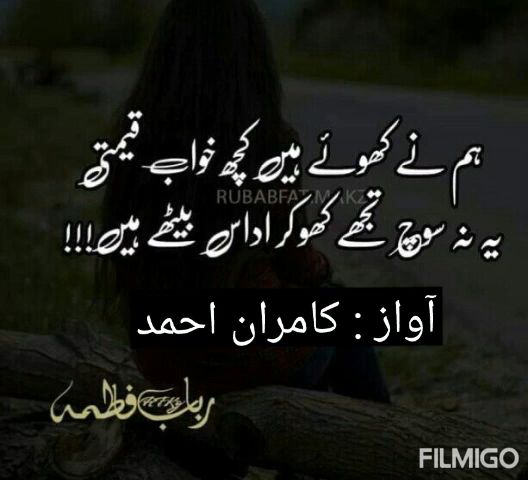 ہم نے کھوئے ہیں کچھ خواب قیمتی
RUBABFATIMAKZ
یہ نہ سوچ تجھے کھو کر اداس بیٹھے ہیں!!!
آواز : کامران احمد
رباب فاطمہ
FILMIGO